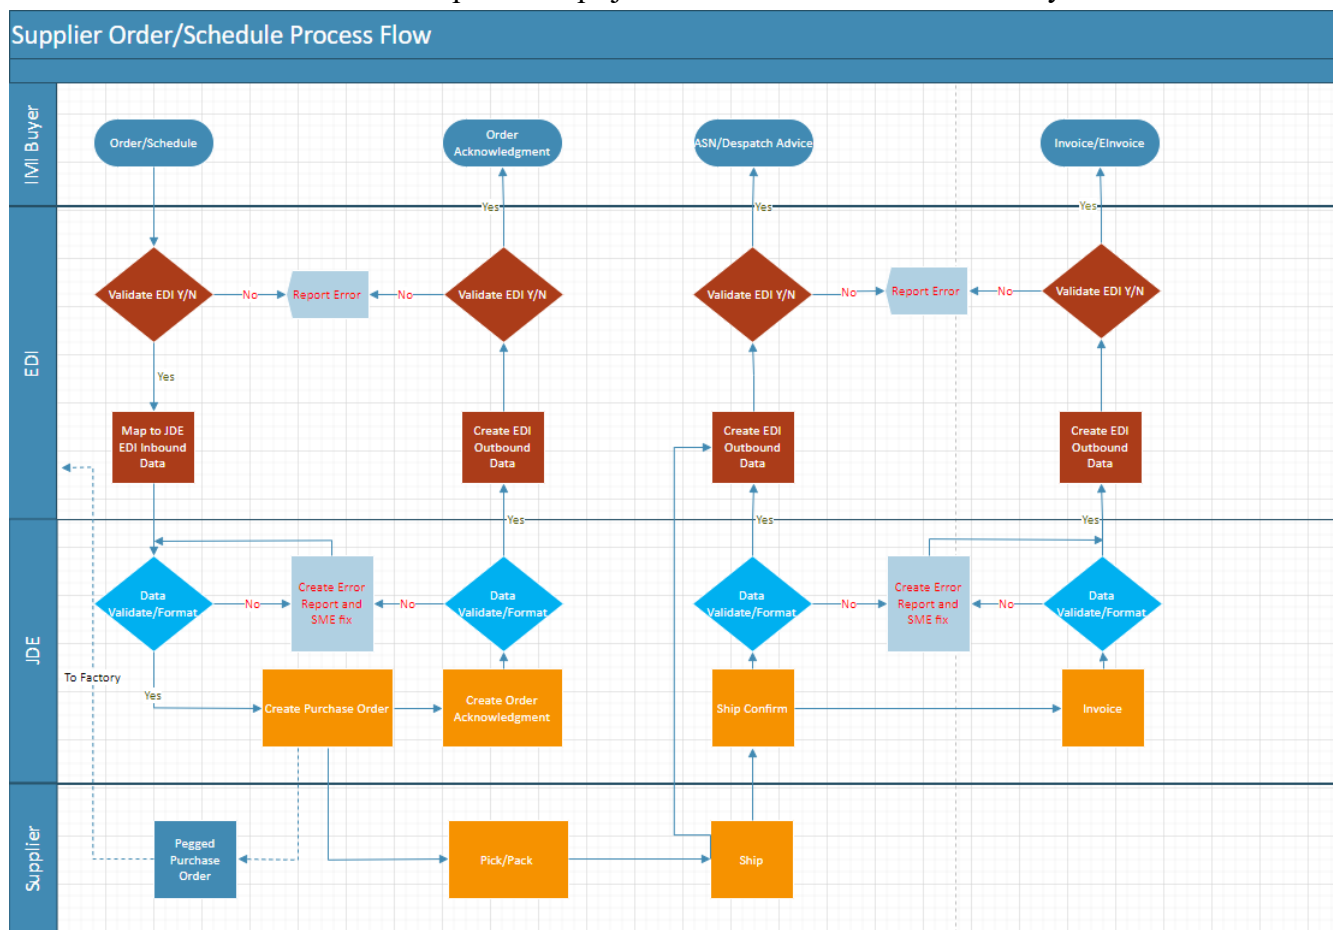 Supplier Order/Schedule Process Flow
IMI Buyer
Order/Schedule
Order
Acknowledgment
ASN/Despatch Advice
Invoice/EInvoice
Yes
Yes
Yes
EDI
Validate EDI Y/N
No
Report Error
No
Validate EDI Y/N
Validate EDI Y/N
No
Report Error
No
Validate EDI Y/N
Yes
Map to JDE
EDI Inbound
Data
Create EDI
Outbound
Data
Create EDI
Outbound
Data
Create EDI
Outbound
Data
Yes
Yes
Yes
JDE
Data
Validate/Format
No
Create Error
Report and
SME fix
No
Data
Validate/Format
Data
Validate/Format
No
Create Error
Report and
SME fix
No
Data
Validate/Format
To Factory
Yes
Create Purchase Order
Create Order
Acknowledgment
Ship Confirm
Invoice
Supplier
Pegged
Purchase
Order
Pick/Pack
Ship